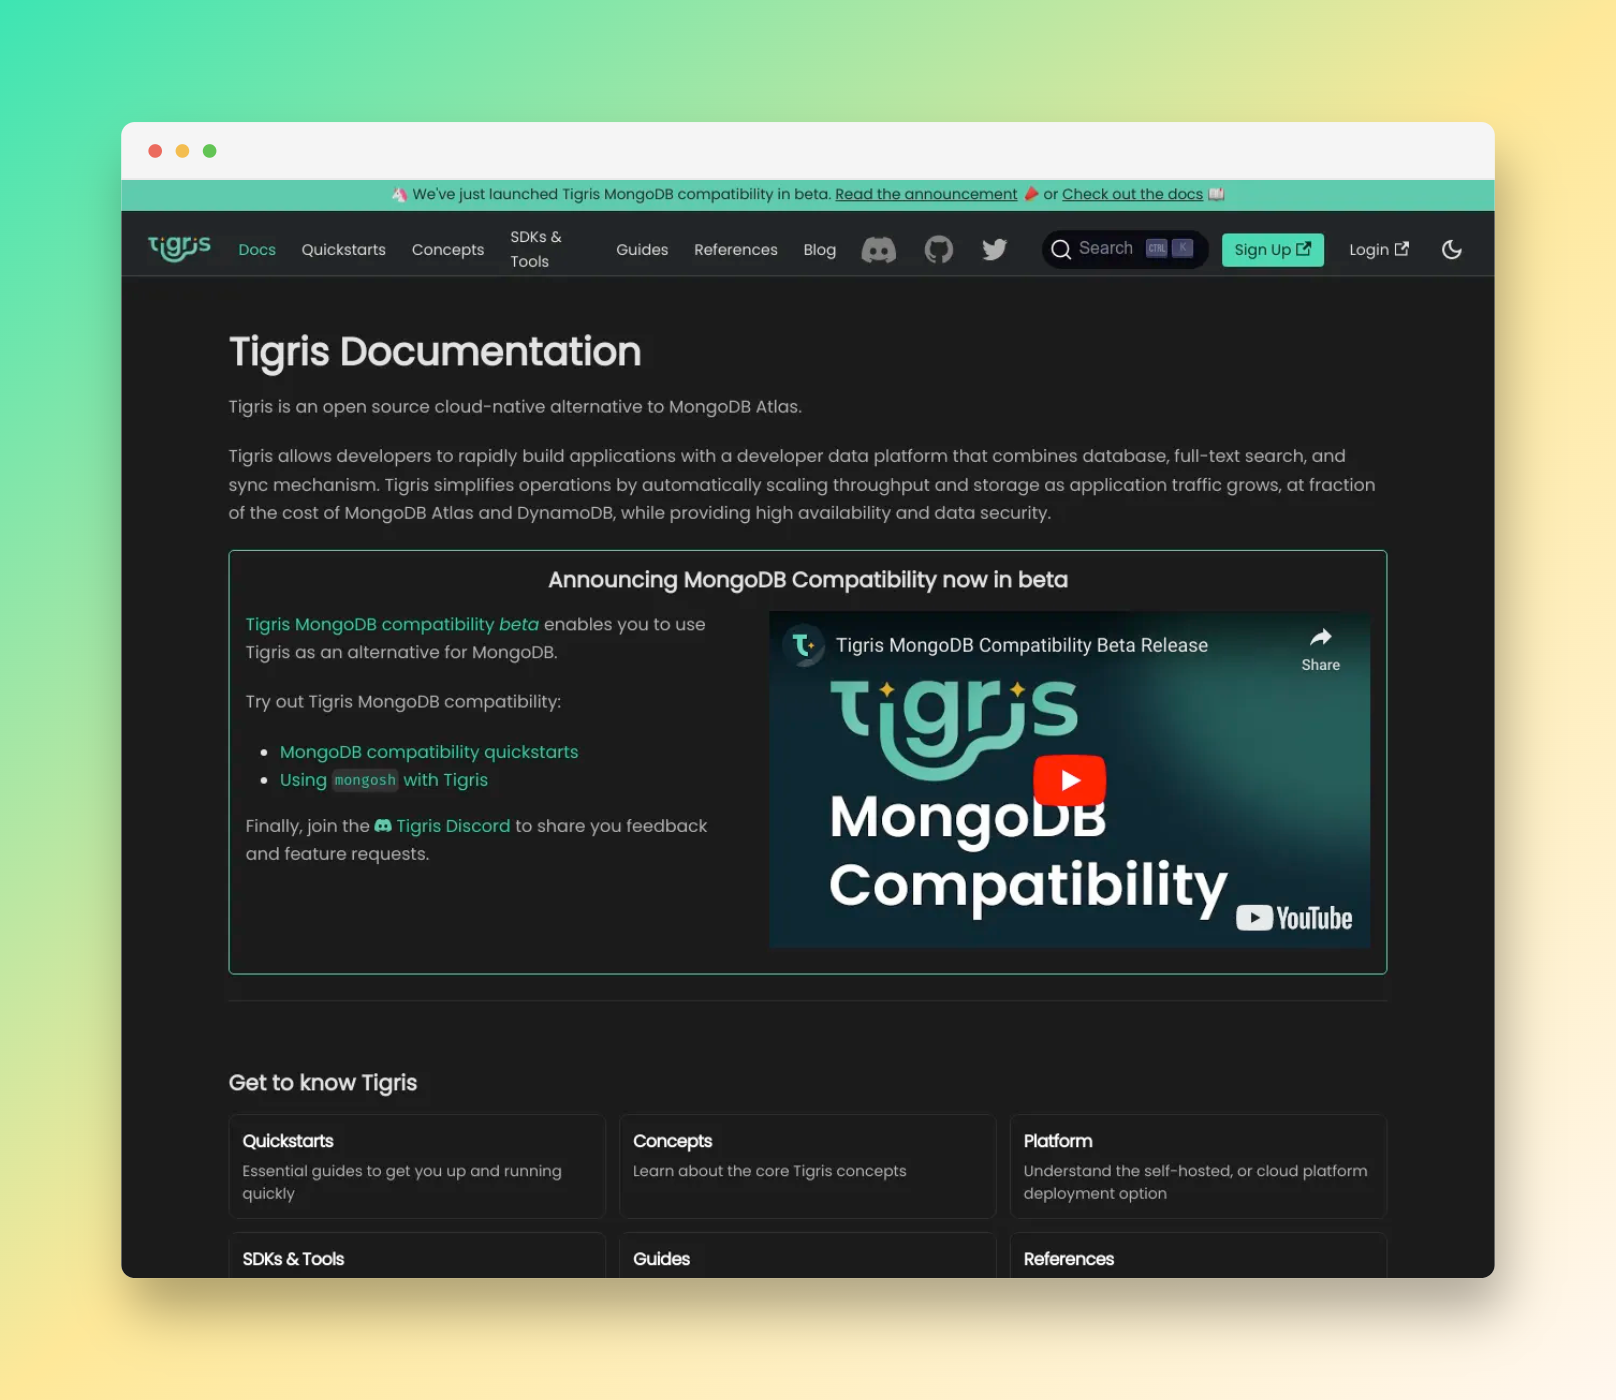 🦄 We've just launched Tigris MongoDB compatibility in beta. Read the announcement 📣 or Check out the docs 📖
tigris
Docs
Quickstarts
Concepts
SDKs &
Tools
Guides
References
Blog
Search
CTRL K
Sign Up
Login
Tigris Documentation
Tigris is an open source cloud-native alternative to MongoDB Atlas.
Tigris allows developers to rapidly build applications with a developer data platform that combines database, full-text search, and
sync mechanism. Tigris simplifies operations by automatically scaling throughput and storage as application traffic grows, at fraction
of the cost of MongoDB Atlas and DynamoDB, while providing high availability and data security.
Announcing MongoDB Compatibility now in beta
Tigris MongoDB compatibility beta enables you to use
Tigris as an alternative for MongoDB.
Try out Tigris MongoDB compatibility:
MongoDB compatibility quickstarts
Using mongosh with Tigris
Finally, join the Tigris Discord to share you feedback
and feature requests.
Tigris MongoDB Compatibility Beta Release
Share
tigris
MongoDB
Compatibility
YouTube
Get to know Tigris
Quickstarts
Essential guides to get you up and running
quickly
Concepts
Learn about the core Tigris concepts
Platform
Understand the self-hosted, or cloud platform
deployment option
SDKs & Tools
Guides
References